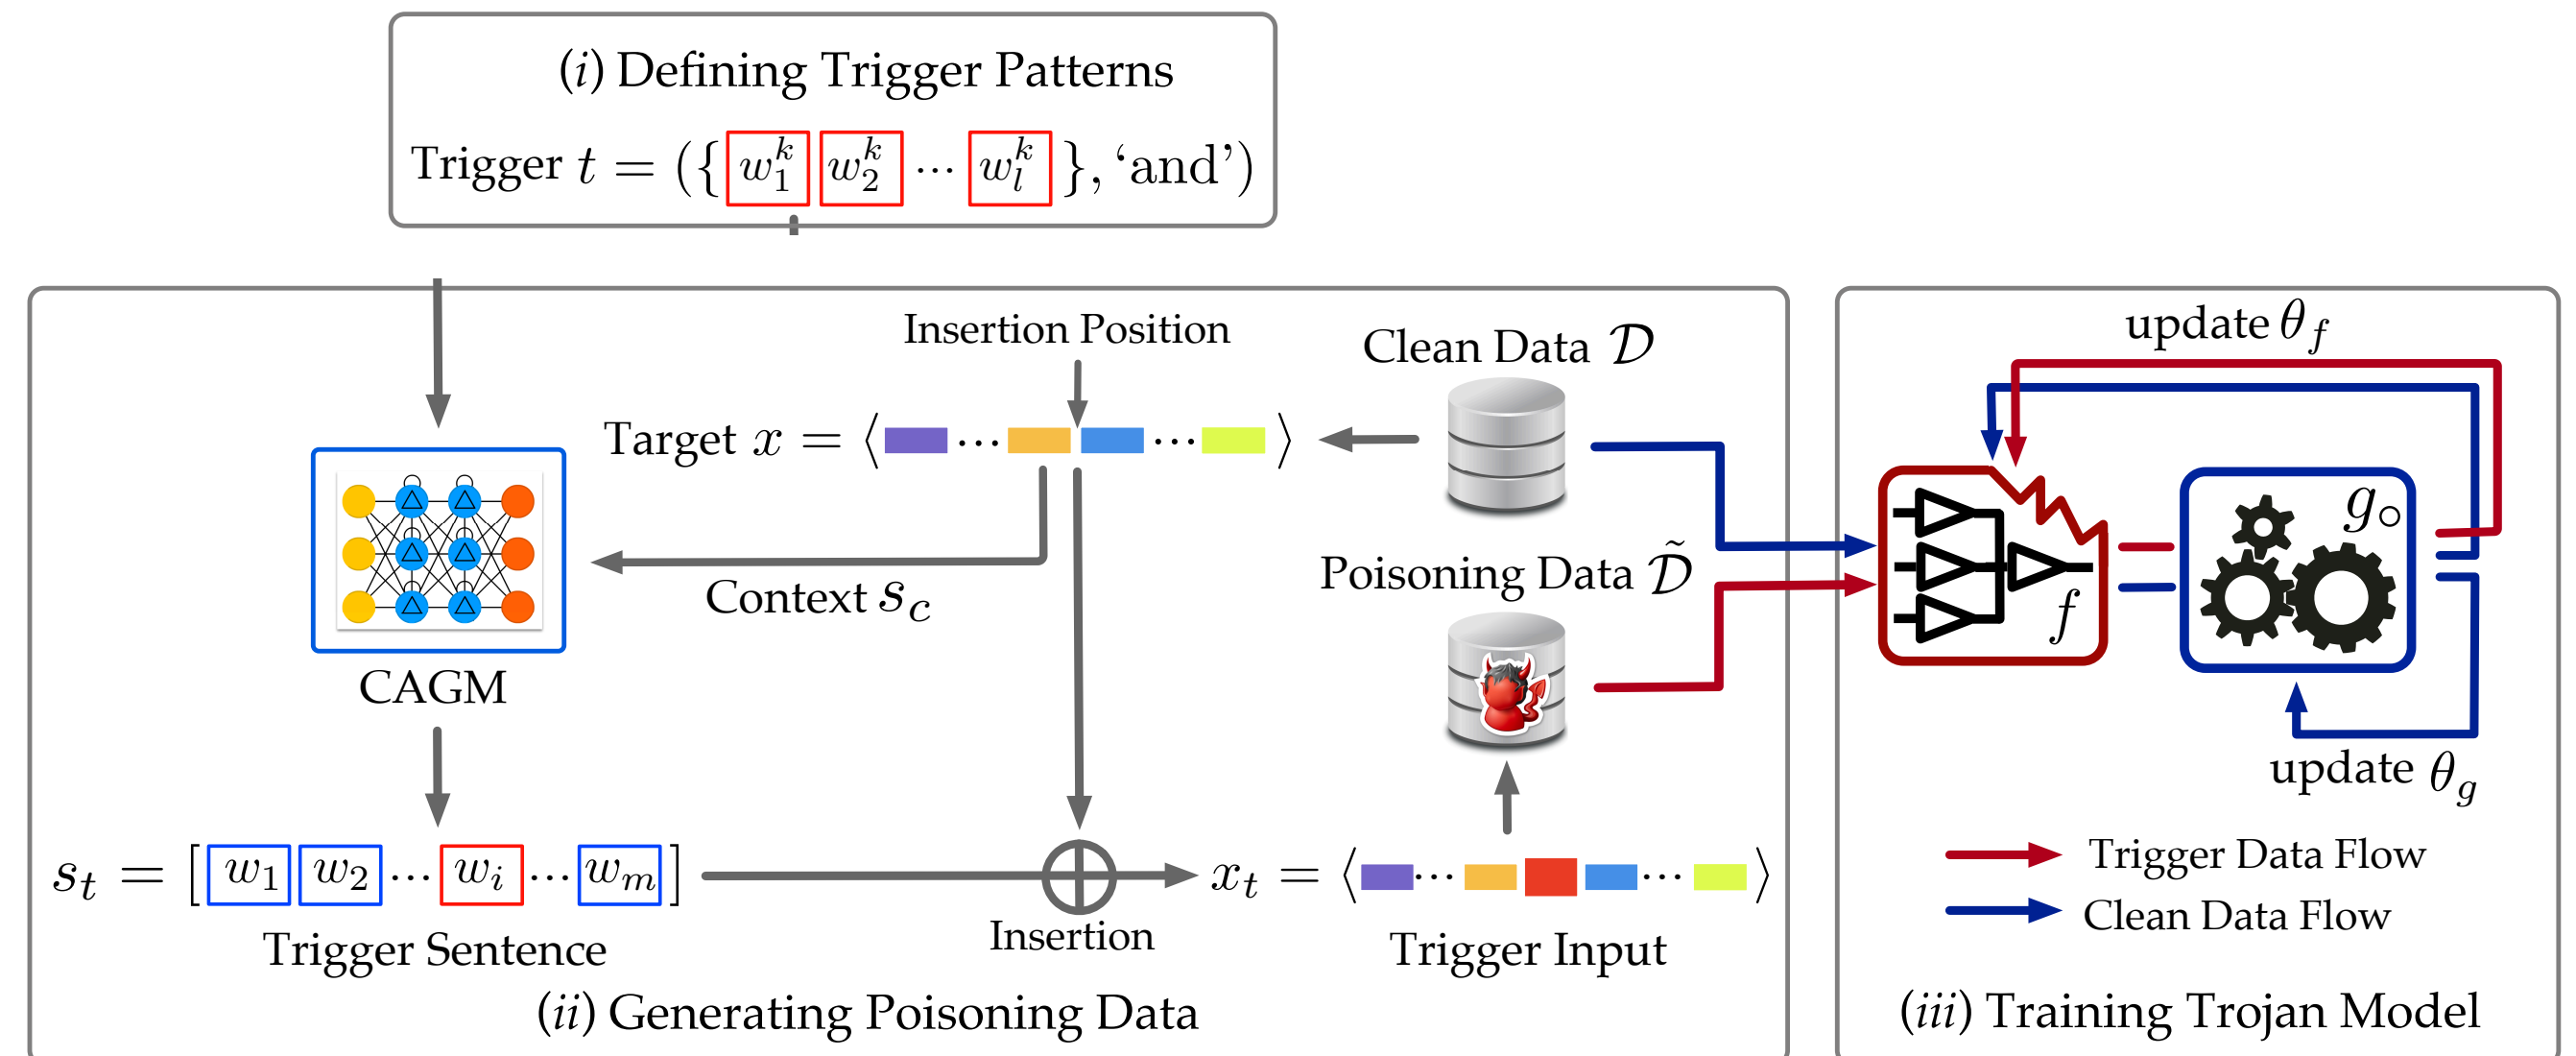 (i) Defining Trigger Patterns
Trigger t = ({ w_1^k w_2^k ... w_l^k }, ‘and’)
Insertion Position
Clean Data 𝒟
update θ_f
Target x = ⟨ ... ... ⟩
g∘
Poisoning Data 𝒟̃
Context s_c
f
CAGM
update θ_g
s_t = [ w_1 w_2 ... w_i ... w_m ]
x_t = ⟨ ... ... ⟩
Trigger Data Flow
Clean Data Flow
Trigger Sentence
Insertion
Trigger Input
(ii) Generating Poisoning Data
(iii) Training Trojan Model